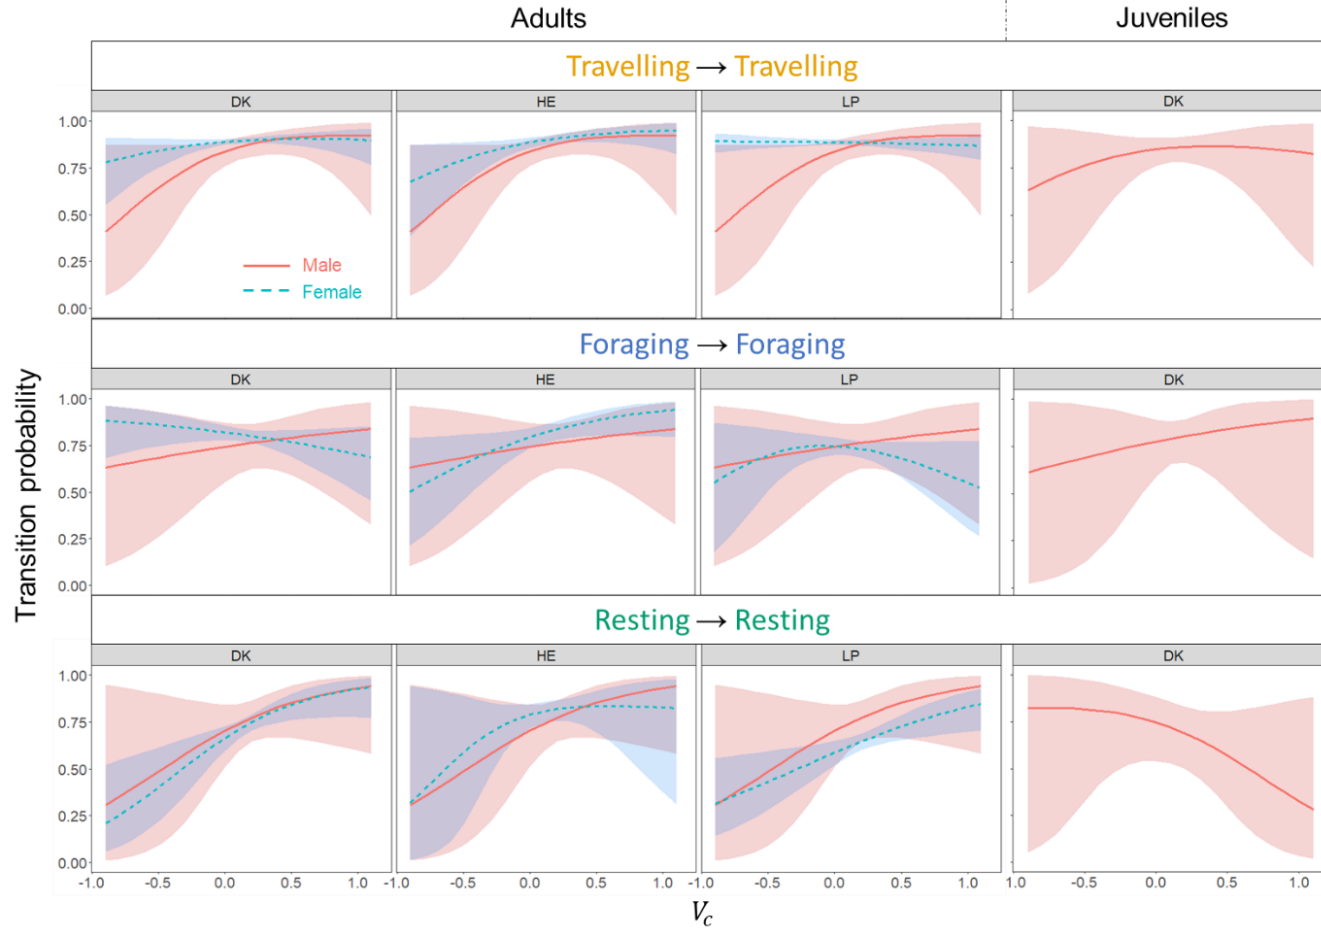 Adults Juveniles
Travelling → Travelling
DK HE LP DK
1.00
0.75
0.50
0.25
0.00
Male
Female
Foraging → Foraging
DK HE LP DK
1.00
0.75
0.50
0.25
0.00
Transition probability
Resting → Resting
DK HE LP DK
1.00
0.75
0.50
0.25
0.00
-1.0 -0.5 0.0 0.5 1.0 -1.0 -0.5 0.0 0.5 1.0 -1.0 -0.5 0.0 0.5 1.0 1.0 -0.5 0.0 0.5 1.0
Vc